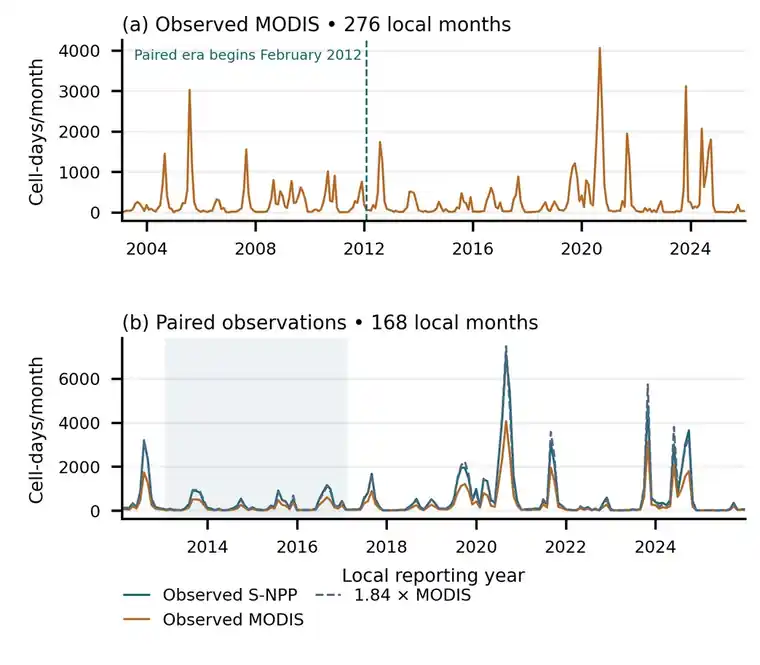 (a) Observed MODIS • 276 local months
Paired era begins February 2012
Cell-days/month
4000
3000
2000
1000
0
2004 2008 2012 2016 2020 2024
(b) Paired observations • 168 local months
Cell-days/month
6000
4000
2000
0
2014 2016 2018 2020 2022 2024
Local reporting year
Observed S-NPP 1.84 × MODIS
Observed MODIS